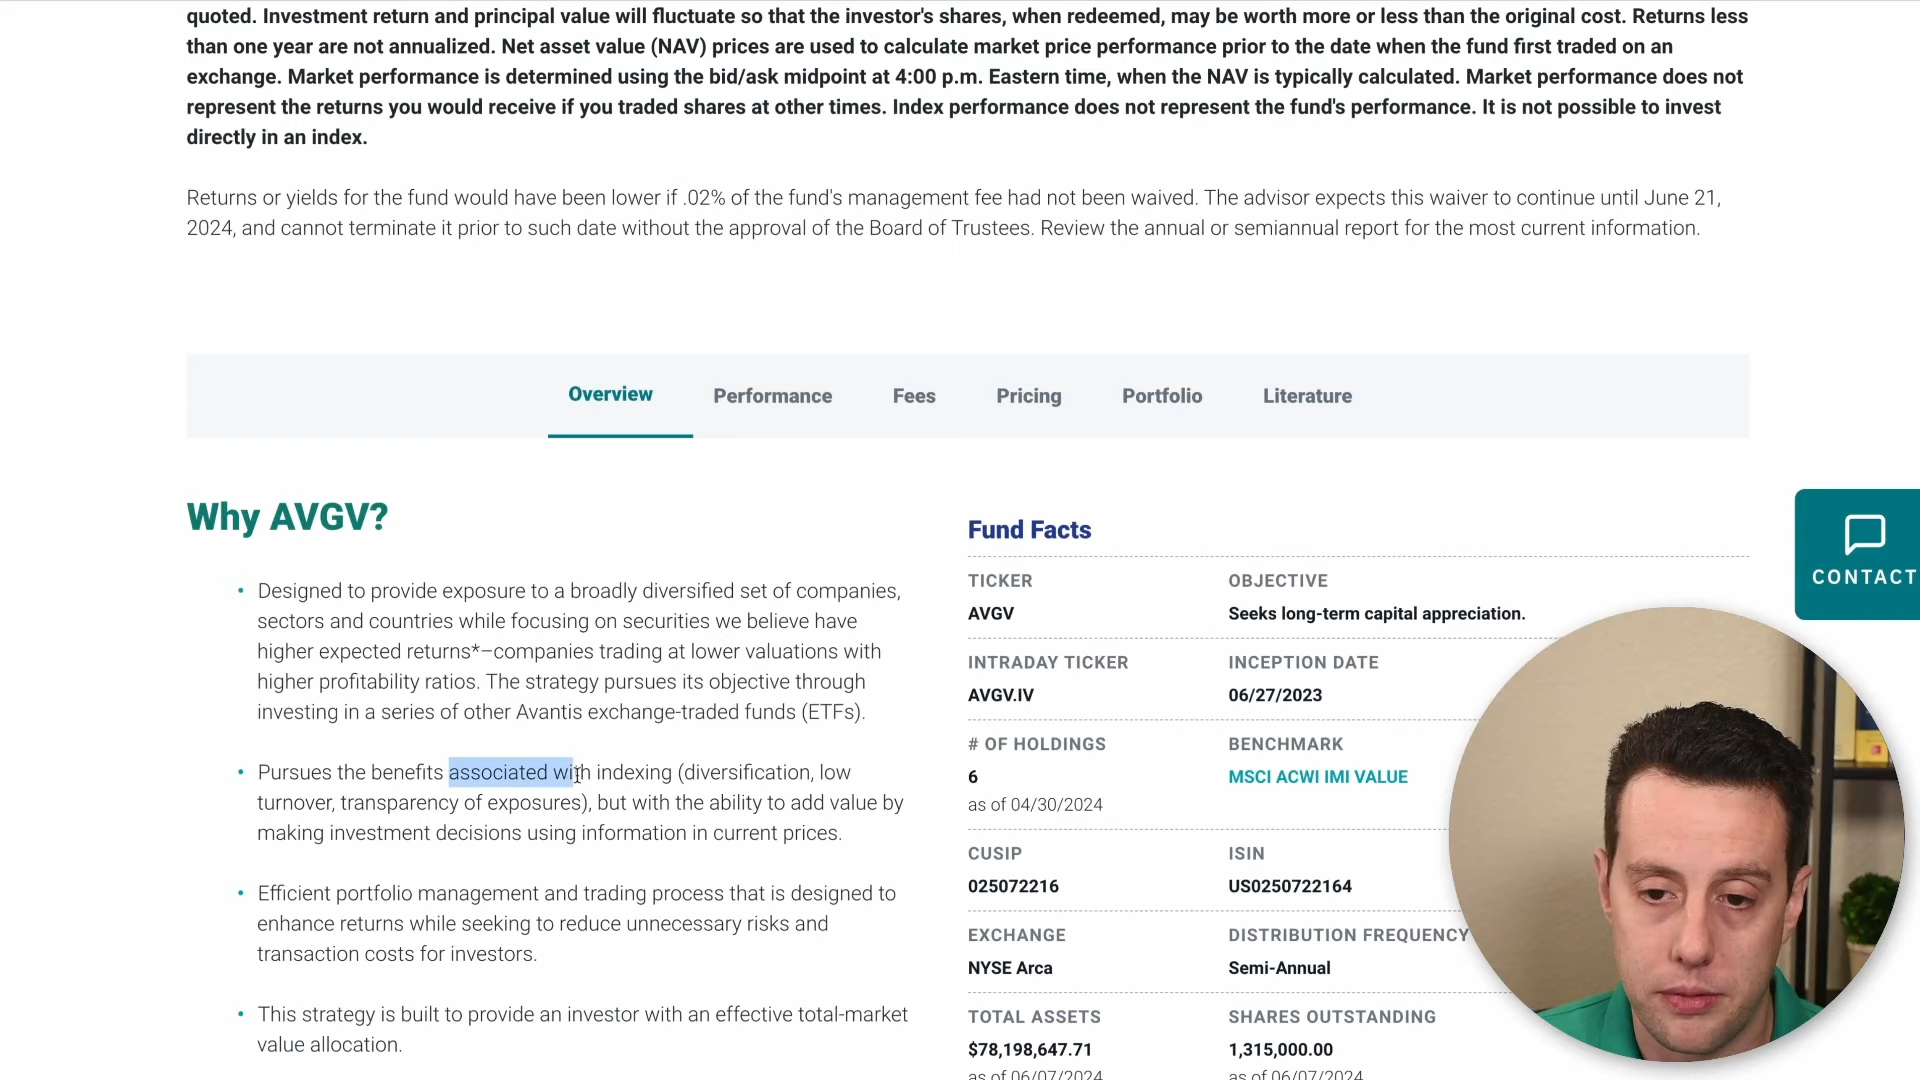 quoted. Investment return and principal value will fluctuate so that the investor's shares, when redeemed, may be worth more or less than the original cost. Returns less
than one year are not annualized. Net asset value (NAV) prices are used to calculate market price performance prior to the date when the fund first traded on an
exchange. Market performance is determined using the bid/ask midpoint at 4:00 p.m. Eastern time, when the NAV is typically calculated. Market performance does not
represent the returns you would receive if you traded shares at other times. Index performance does not represent the fund's performance. It is not possible to invest
directly in an index.
Returns or yields for the fund would have been lower if .02% of the fund's management fee had not been waived. The advisor expects this waiver to continue until June 21,
2024, and cannot terminate it prior to such date without the approval of the Board of Trustees. Review the annual or semiannual report for the most current information.
Overview Performance Fees Pricing Portfolio Literature
Why AVGV?
• Designed to provide exposure to a broadly diversified set of companies,
sectors and countries while focusing on securities we believe have
higher expected returns*–companies trading at lower valuations with
higher profitability ratios. The strategy pursues its objective through
investing in a series of other Avantis exchange-traded funds (ETFs).
• Pursues the benefits associated with indexing (diversification, low
turnover, transparency of exposures), but with the ability to add value by
making investment decisions using information in current prices.
• Efficient portfolio management and trading process that is designed to
enhance returns while seeking to reduce unnecessary risks and
transaction costs for investors.
• This strategy is built to provide an investor with an effective total-market
value allocation.
Fund Facts
TICKER
AVGV
OBJECTIVE
Seeks long-term capital appreciation.
INTRADAY TICKER
AVGV.IV
INCEPTION DATE
06/27/2023
# OF HOLDINGS
6
as of 04/30/2024
BENCHMARK
MSCI ACWI IMI VALUE
CUSIP
025072216
ISIN
US0250722164
EXCHANGE
NYSE Arca
DISTRIBUTION FREQUENCY
Semi-Annual
TOTAL ASSETS
$78,198,647.71
as of 06/07/2024
SHARES OUTSTANDING
1,315,000.00
as of 06/07/2024
CONTACT